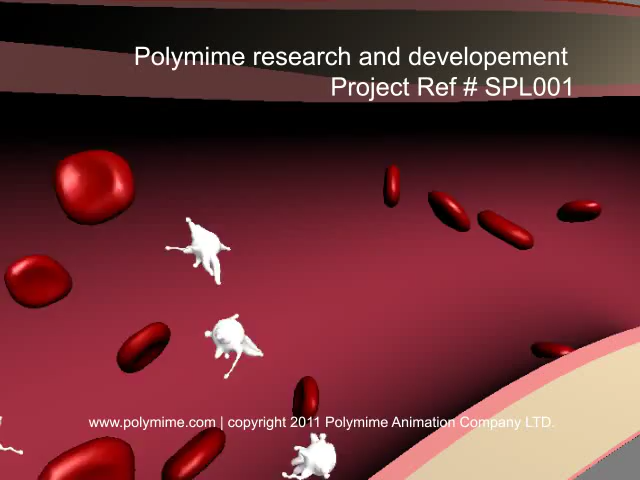 Polymime research and developement
Project Ref # SPL001
www.polymime.com | copyright 2011 Polymime Animation Company LTD.